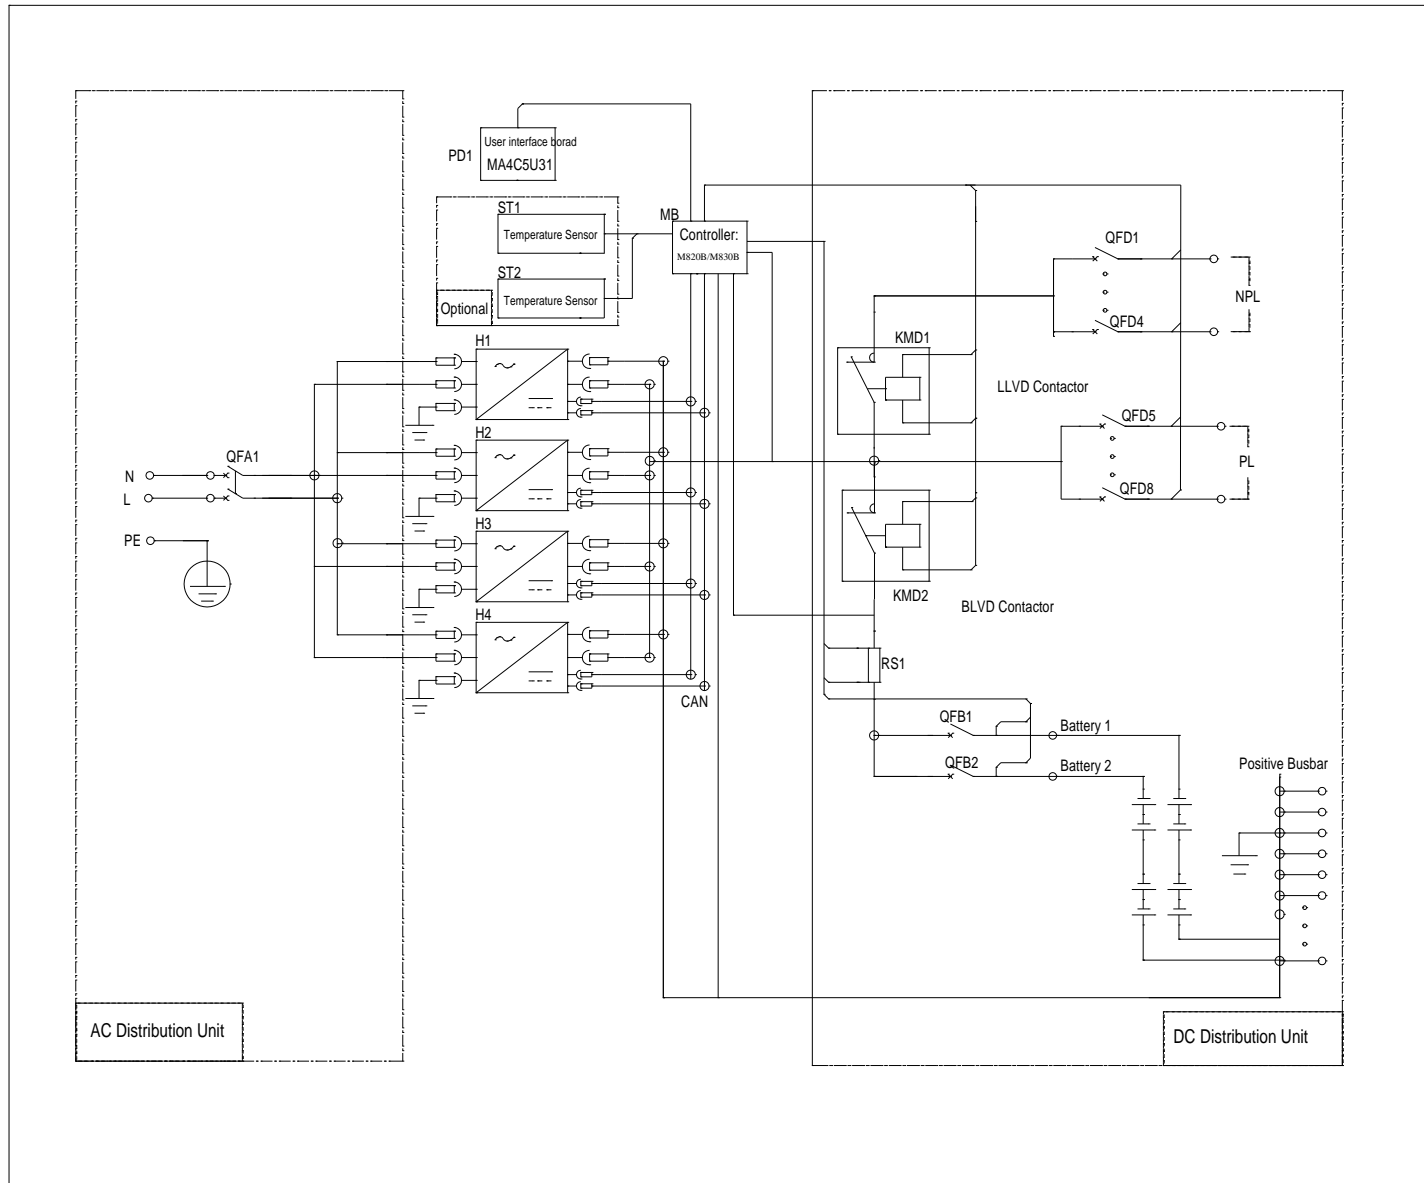 User interface borad
PD1
MA4C5U31
ST1
MB
Temperature Sensor
Controller:
M820B/M830B
QFD1
ST2
Temperature Sensor
Optional
NPL
QFD4
H1
KMD1
LLVD Contactor
QFD5
H2
QFA1
PL
N
QFD8
L
H3
PE
KMD2
BLVD Contactor
H4
RS1
CAN
QFB1
Battery 1
QFB2
Battery 2
Positive Busbar
AC Distribution Unit
DC Distribution Unit